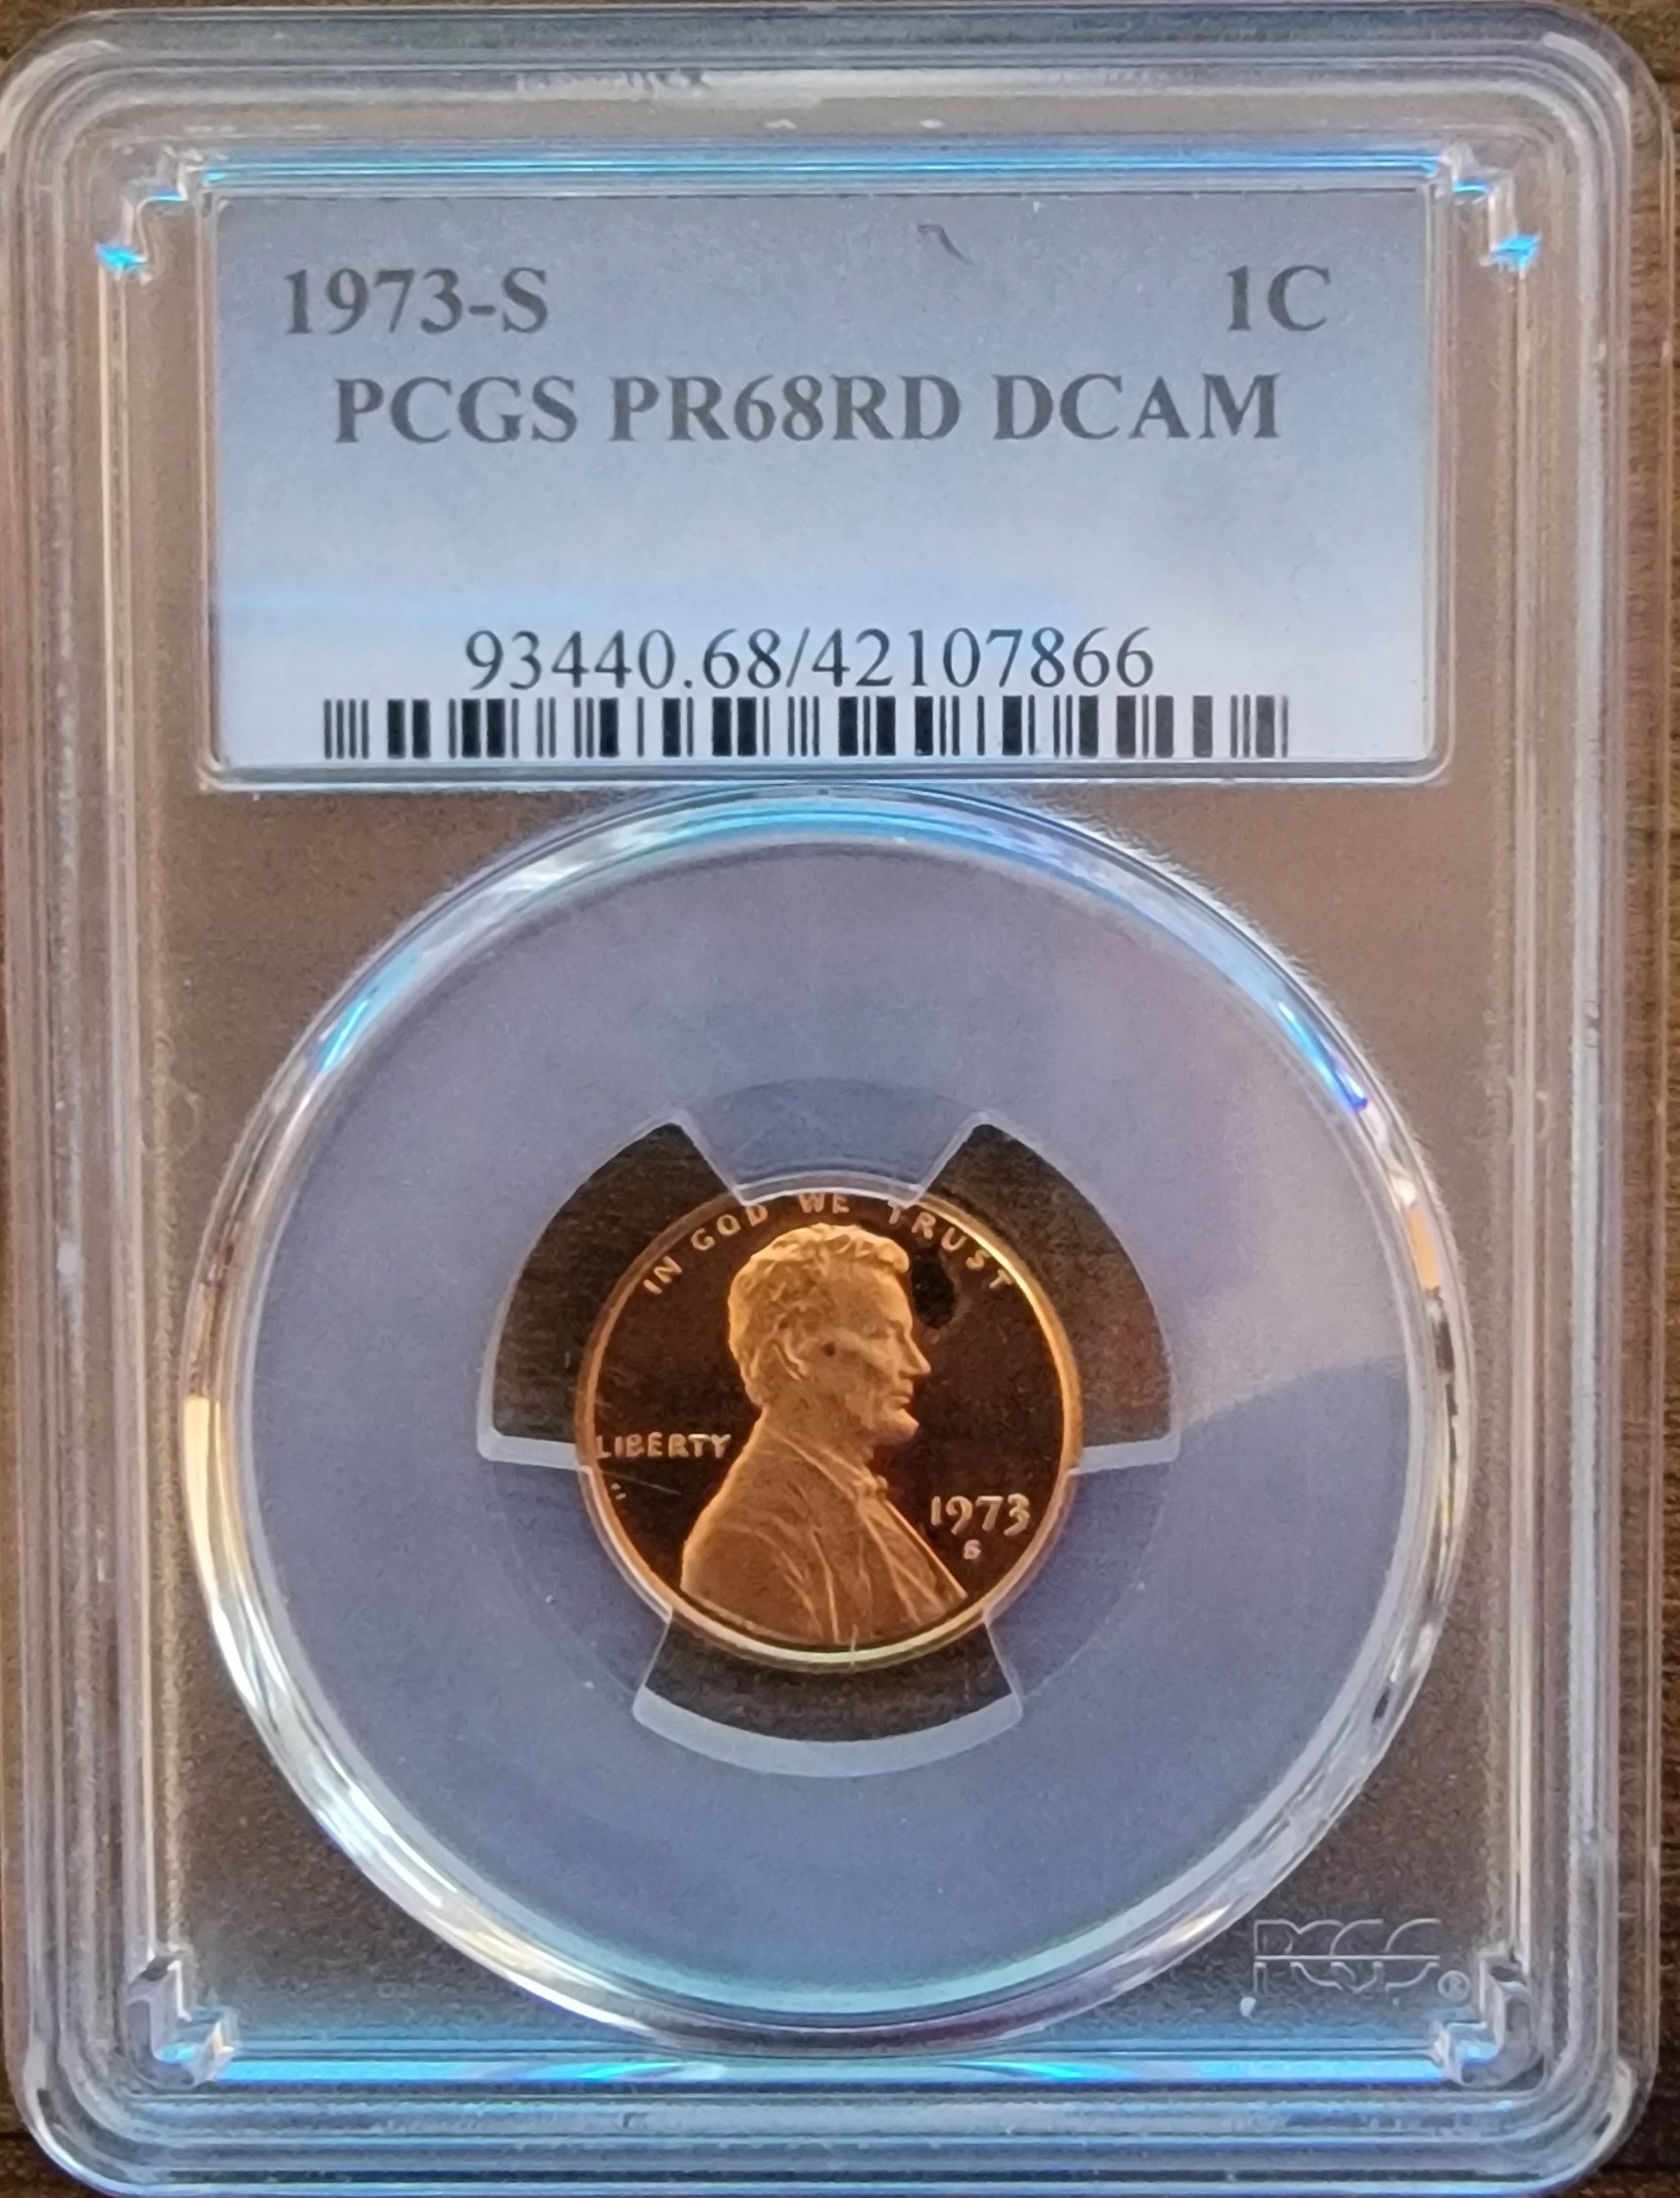 1973-S 1C
PCGS PR68RD DCAM
93440.68/42107866
IN GOD WE TRUST
LIBERTY
1973
S
PCGS®